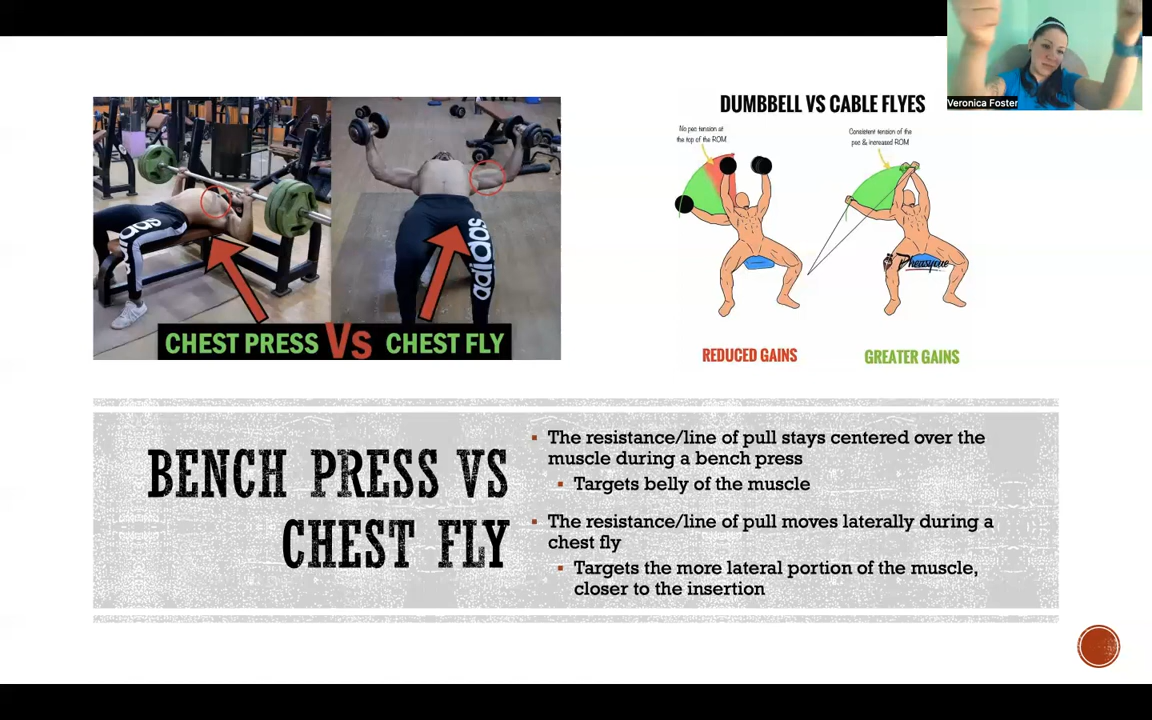 Veronica Foster
DUMBBELL VS CABLE FLYES
No pec tension at
the top of the ROM
Consistent tension of the
pec & increased ROM
adidas
adidas
CHEST PRESS Vs CHEST FLY
Pheasyque
REDUCED GAINS
GREATER GAINS
BENCH PRESS VS
CHEST FLY
The resistance/line of pull stays centered over the
muscle during a bench press
Targets belly of the muscle
The resistance/line of pull moves laterally during a
chest fly
Targets the more lateral portion of the muscle,
closer to the insertion